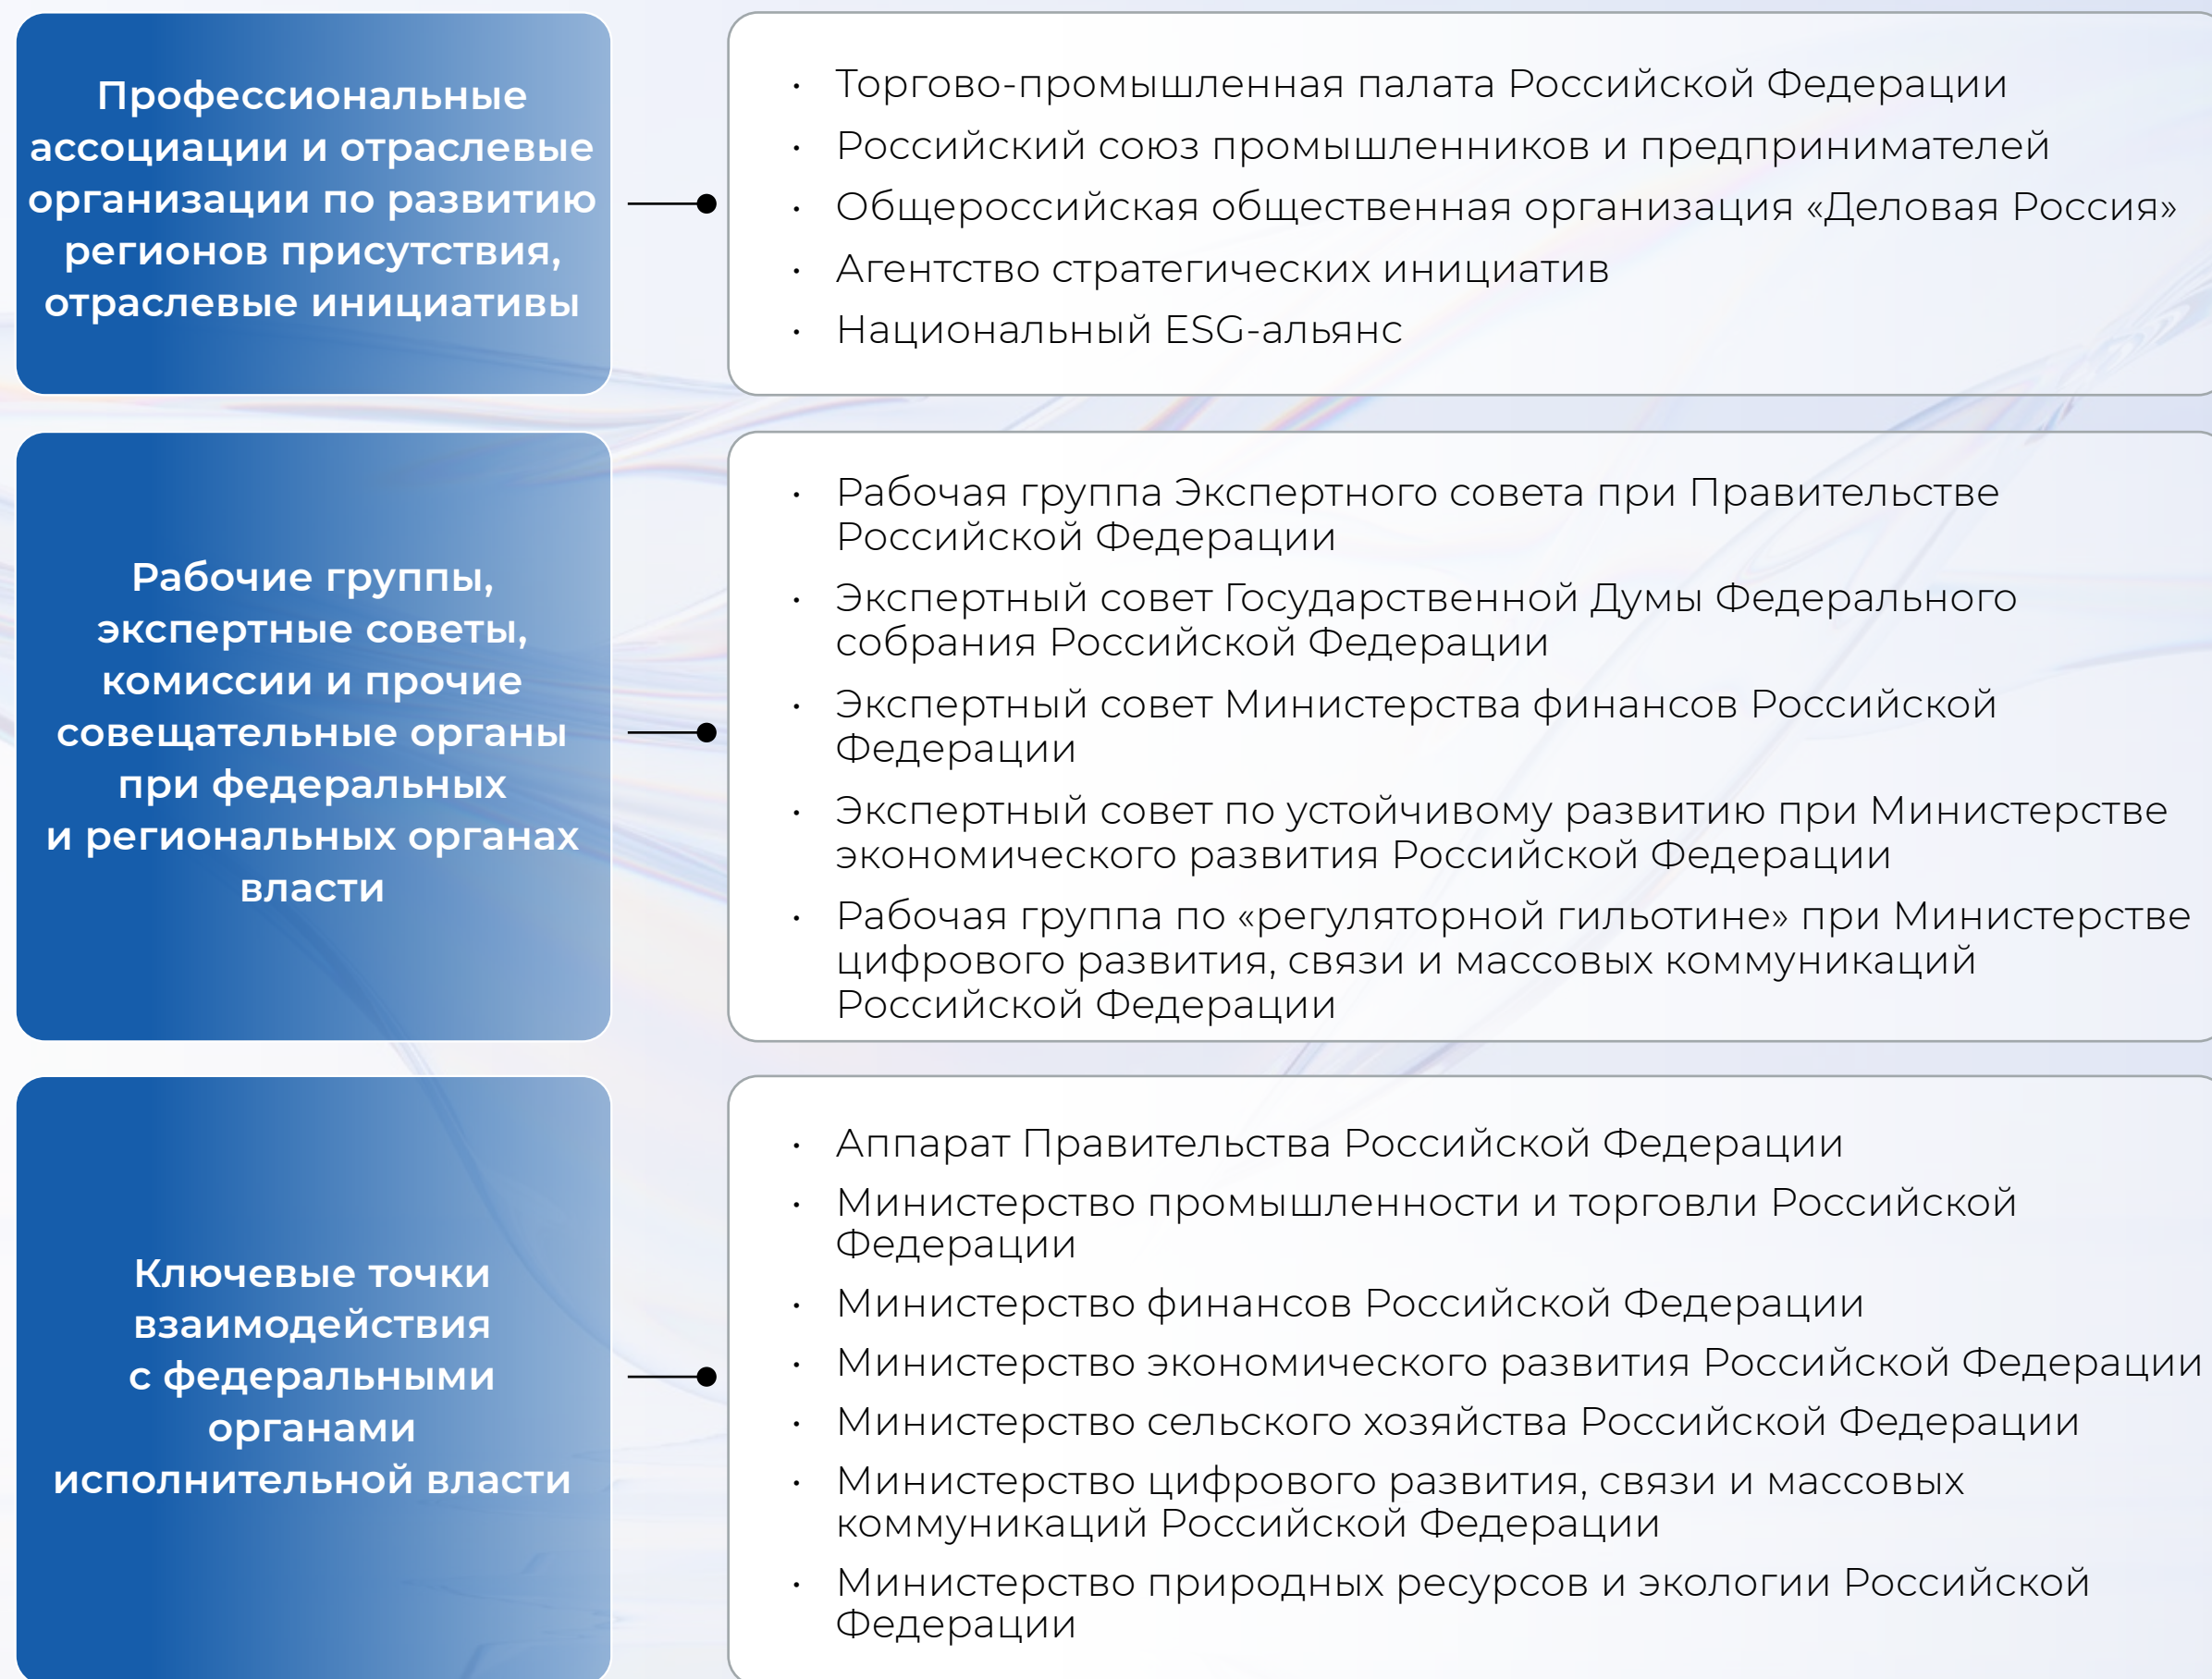 Профессиональные
ассоциации и отраслевые
организации по развитию
регионов присутствия,
отраслевые инициативы
· Торгово-промышленная палата Российской Федерации
· Российский союз промышленников и предпринимателей
· Общероссийская общественная организация «Деловая Россия»
· Агентство стратегических инициатив
· Национальный ESG-альянс
Рабочие группы,
экспертные советы,
комиссии и прочие
совещательные органы
при федеральных
и региональных органах
власти
· Рабочая группа Экспертного совета при Правительстве
Российской Федерации
· Экспертный совет Государственной Думы Федерального
собрания Российской Федерации
· Экспертный совет Министерства финансов Российской
Федерации
· Экспертный совет по устойчивому развитию при Министерстве
экономического развития Российской Федерации
· Рабочая группа по «регуляторной гильотине» при Министерстве
цифрового развития, связи и массовых коммуникаций
Российской Федерации
Ключевые точки
взаимодействия
с федеральными
органами
исполнительной власти
· Аппарат Правительства Российской Федерации
· Министерство промышленности и торговли Российской
Федерации
· Министерство финансов Российской Федерации
· Министерство экономического развития Российской Федерации
· Министерство сельского хозяйства Российской Федерации
· Министерство цифрового развития, связи и массовых
коммуникаций Российской Федерации
· Министерство природных ресурсов и экологии Российской
Федерации